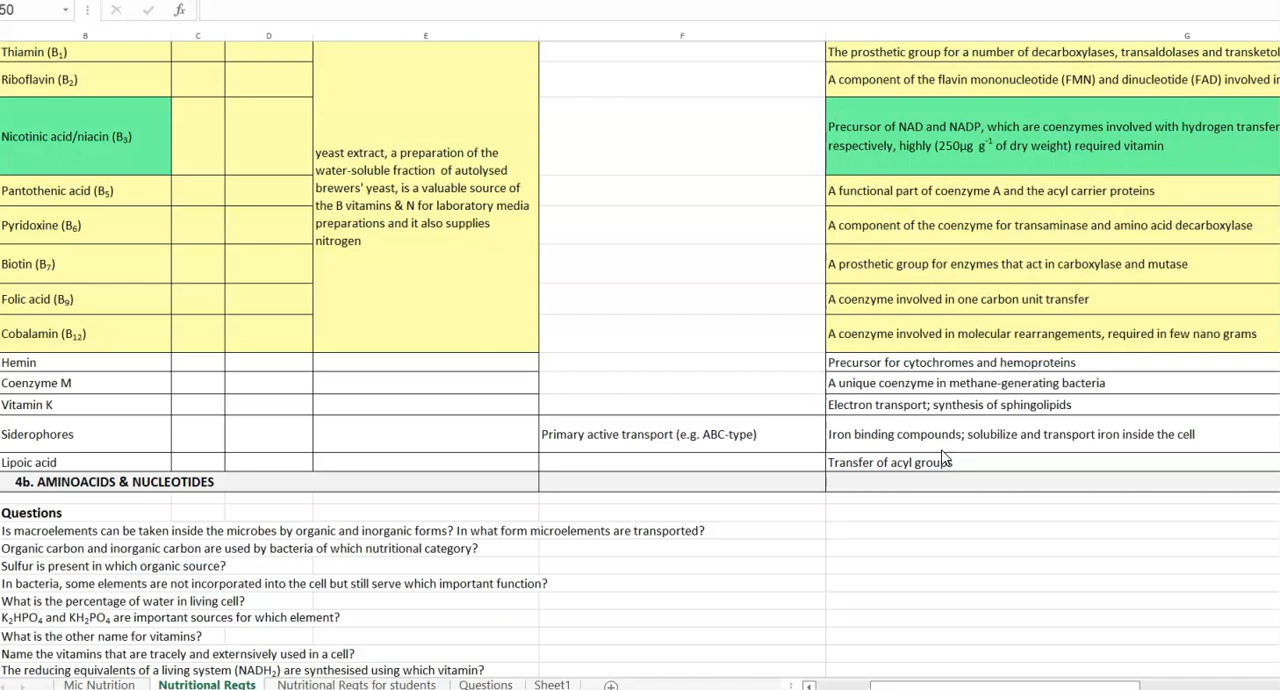 50
fx
B C D E F G
Thiamin (B1) The prosthetic group for a number of decarboxylases, transaldolases and transketol
Riboflavin (B2) A component of the flavin mononucleotide (FMN) and dinucleotide (FAD) involved i
Nicotinic acid/niacin (B3) Precursor of NAD and NADP, which are coenzymes involved with hydrogen transfer
respectively, highly (250µg g-1 of dry weight) required vitamin
yeast extract, a preparation of the
water-soluble fraction of autolysed
brewers' yeast, is a valuable source of
the B vitamins & N for laboratory media
preparations and it also supplies
nitrogen
Pantothenic acid (B5) A functional part of coenzyme A and the acyl carrier proteins
Pyridoxine (B6) A component of the coenzyme for transaminase and amino acid decarboxylase
Biotin (B7) A prosthetic group for enzymes that act in carboxylase and mutase
Folic acid (B9) A coenzyme involved in one carbon unit transfer
Cobalamin (B12) A coenzyme involved in molecular rearrangements, required in few nano grams
Hemin Precursor for cytochromes and hemoproteins
Coenzyme M A unique coenzyme in methane-generating bacteria
Vitamin K Electron transport; synthesis of sphingolipids
Siderophores Primary active transport (e.g. ABC-type) Iron binding compounds; solubilize and transport iron inside the cell
Lipoic acid Transfer of acyl groups
4b. AMINOACIDS & NUCLEOTIDES
Questions
Is macroelements can be taken inside the microbes by organic and inorganic forms? In what form microelements are transported?
Organic carbon and inorganic carbon are used by bacteria of which nutritional category?
Sulfur is present in which organic source?
In bacteria, some elements are not incorporated into the cell but still serve which important function?
What is the percentage of water in living cell?
K2HPO4 and KH2PO4 are important sources for which element?
What is the other name for vitamins?
Name the vitamins that are tracely and externsively used in a cell?
The reducing equivalents of a living system (NADH2) are synthesised using which vitamin?
Mic Nutrition Nutritional Reqts Nutritional Reqts for students Questions Sheet1